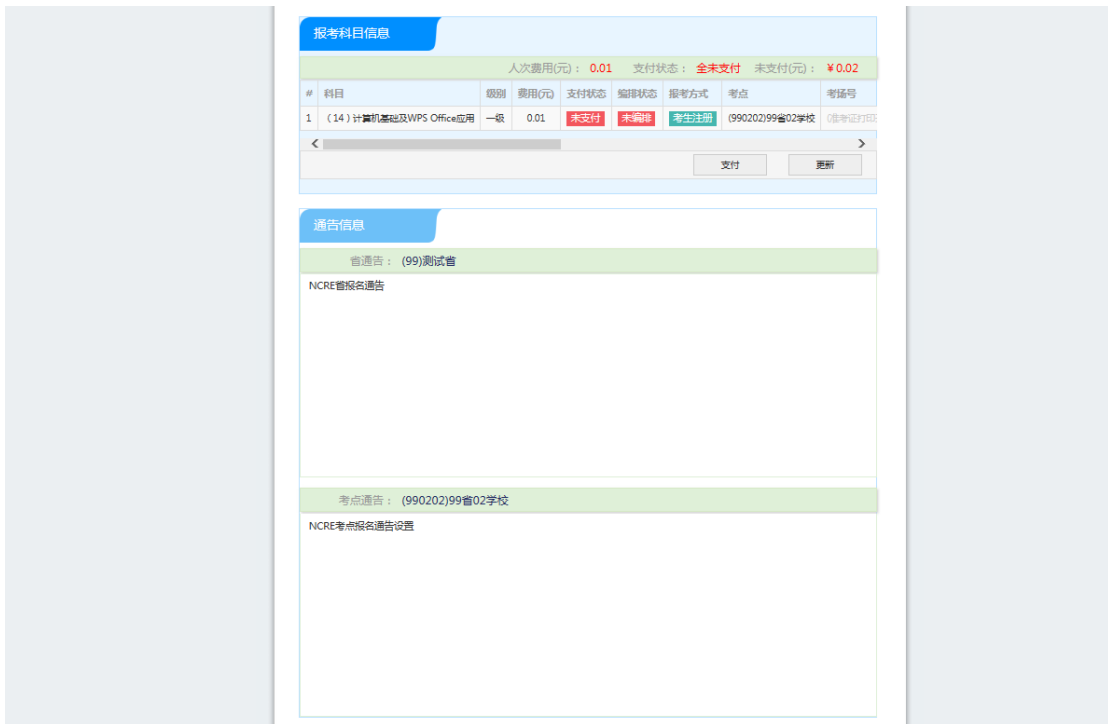 报考科目信息
人次费用(元)： 0.01 支付状态： 全未支付 未支付(元)： ¥0.02
# 科目 级别 费用(元) 支付状态 编排状态 报考方式 考点 考场号
1 （14）计算机基础及WPS Office应用 一级 0.01 未支付 未编排 考生注册 (990202)99省02学校 (准考证打印
支付 更新
通告信息
省通告： (99)测试省
NCRE省报名通告
考点通告： (990202)99省02学校
NCRE考点报名通告设置